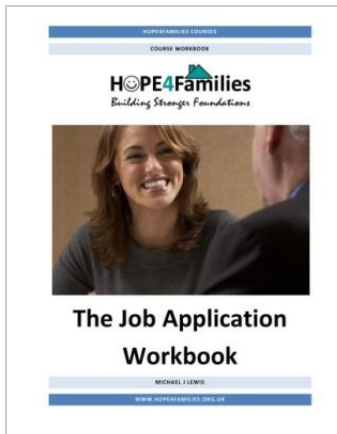 HOPE4FAMILIES COURSES
COURSE WORKBOOK
HOPE4Families
Building Stronger Foundations
The Job Application
Workbook
MICHAEL J LEWIS
WWW.HOPE4FAMILIES.ORG.UK